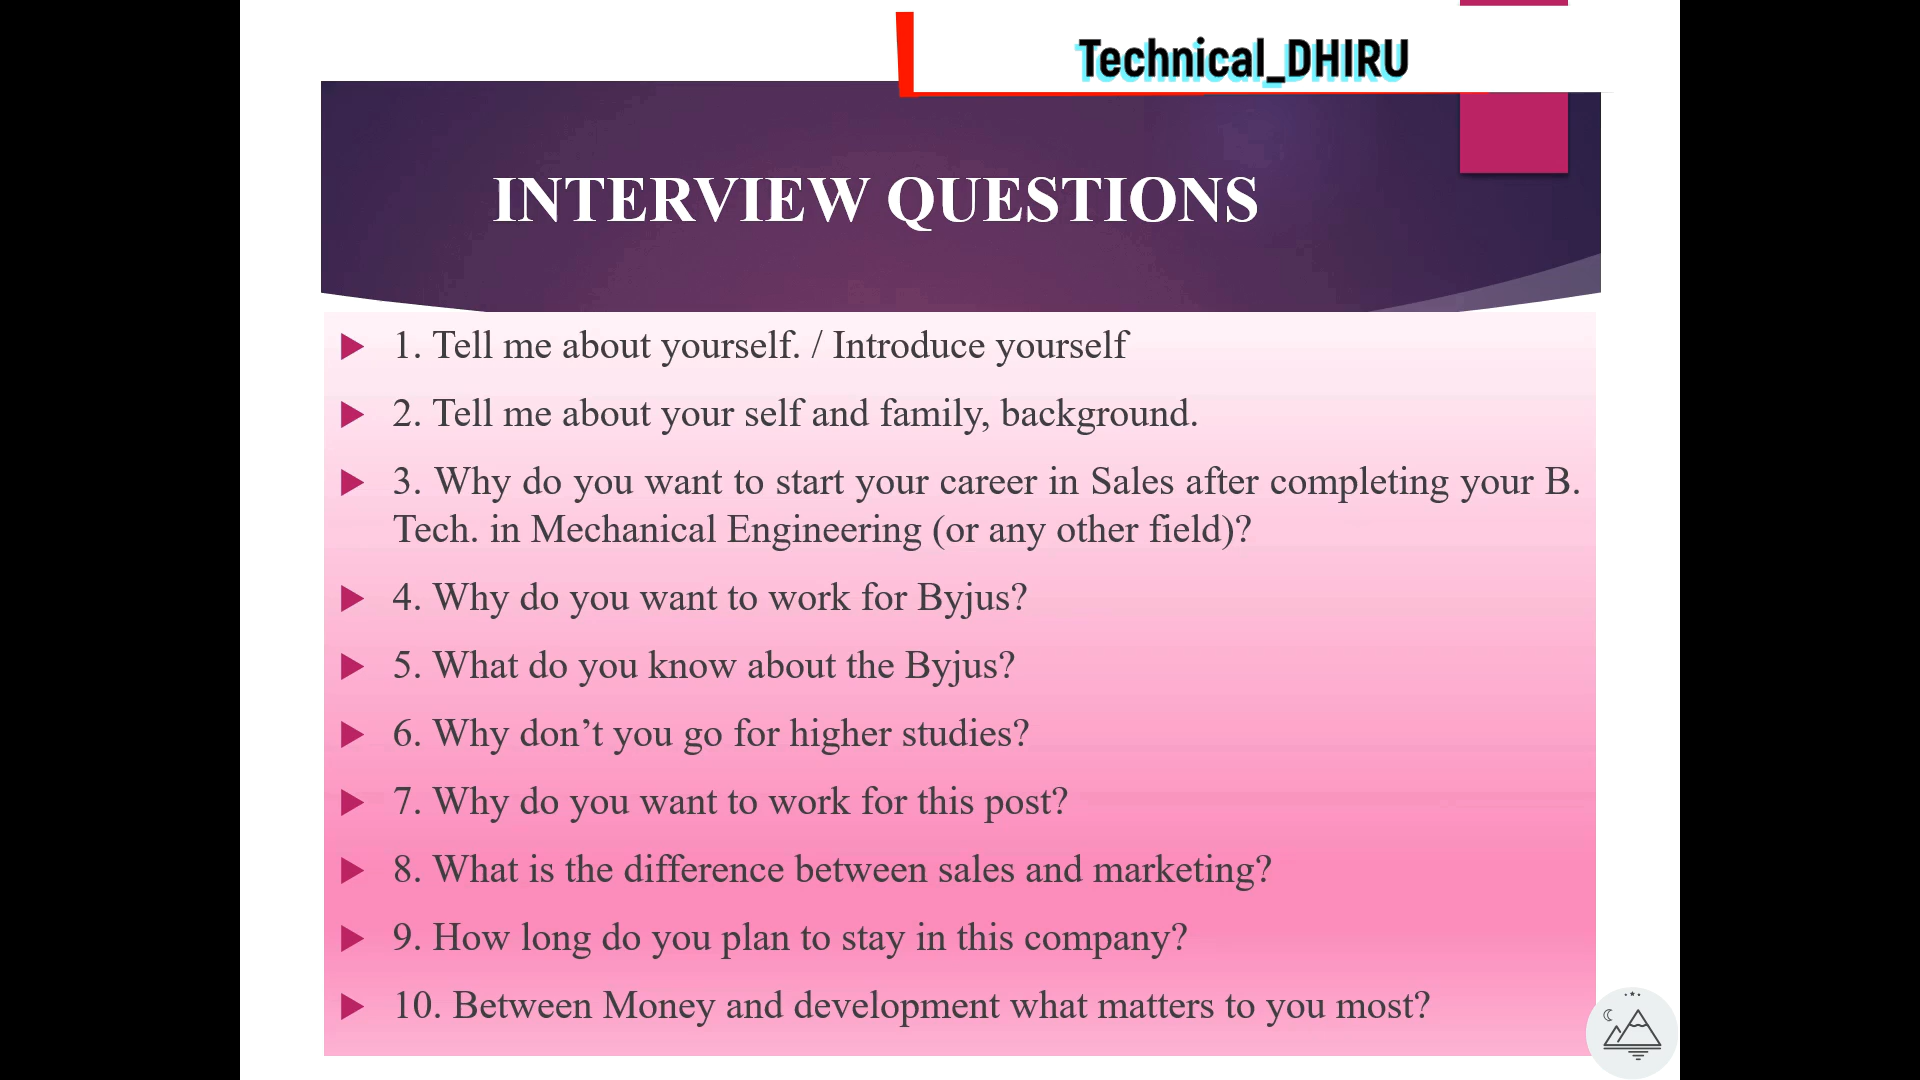 Technical_DHIRU
INTERVIEW QUESTIONS
1. Tell me about yourself. / Introduce yourself
2. Tell me about your self and family, background.
3. Why do you want to start your career in Sales after completing your B.
Tech. in Mechanical Engineering (or any other field)?
4. Why do you want to work for Byjus?
5. What do you know about the Byjus?
6. Why don’t you go for higher studies?
7. Why do you want to work for this post?
8. What is the difference between sales and marketing?
9. How long do you plan to stay in this company?
10. Between Money and development what matters to you most?